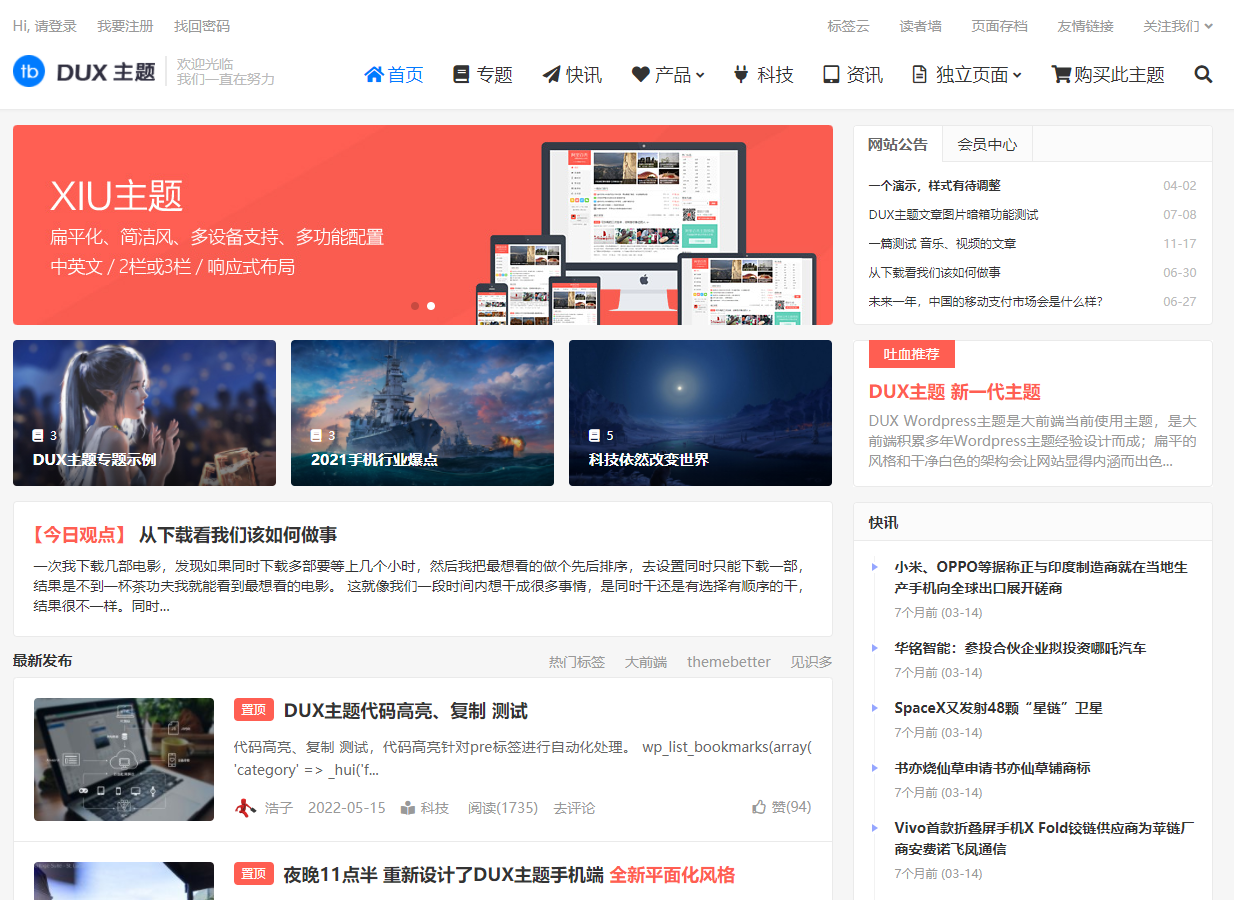 Hi, 请登录 我要注册 找回密码
标签云 读者墙 页面存档 友情链接 关注我们
tb DUX 主题
欢迎光临
我们一直在努力
首页 专题 快讯 产品 科技 资讯 独立页面 购买此主题
XIU主题
扁平化、简洁风、多设备支持、多功能配置
中英文 / 2栏或3栏 / 响应式布局
网站公告 会员中心
一个演示，样式有待调整 04-02
DUX主题文章图片暗箱功能测试 07-08
一篇测试 音乐、视频的文章 11-17
从下载看我们该如何做事 06-30
未来一年，中国的移动支付市场会是什么样？ 06-27
3
DUX主题专题示例
3
2021手机行业爆点
5
科技依然改变世界
吐血推荐
DUX主题 新一代主题
DUX Wordpress主题是大前端当前使用主题，是大
前端积累多年Wordpress主题经验设计而成；扁平的
风格和干净白色的架构会让网站显得内涵而出色...
【今日观点】 从下载看我们该如何做事
一次我下载几部电影，发现如果同时下载多部要等上几个小时，然后我把最想看的做个先后排序，去设置同时只能下载一部，
结果是不到一杯茶功夫我就能看到最想看的电影。 这就像我们一段时间内想干成很多事情，是同时干还是有选择有顺序的干，
结果很不一样。同时...
最新发布
热门标签 大前端 themebetter 见识多
置顶 DUX主题代码高亮、复制 测试
代码高亮、复制 测试，代码高亮针对pre标签进行自动化处理。 wp_list_bookmarks(array(
'category' => _hui('f...
浩子 2022-05-15 科技 阅读(1735) 去评论 赞(94)
置顶 夜晚11点半 重新设计了DUX主题手机端 全新平面化风格
快讯
小米、OPPO等据称正与印度制造商就在当地生
产手机向全球出口展开磋商
7个月前 (03-14)
华铭智能：参投合伙企业拟投资哪吒汽车
7个月前 (03-14)
SpaceX又发射48颗“星链”卫星
7个月前 (03-14)
书亦烧仙草申请书亦仙草铺商标
7个月前 (03-14)
Vivo首款折叠屏手机X Fold铰链供应商为苹链厂
商安费诺飞凤通信
7个月前 (03-14)